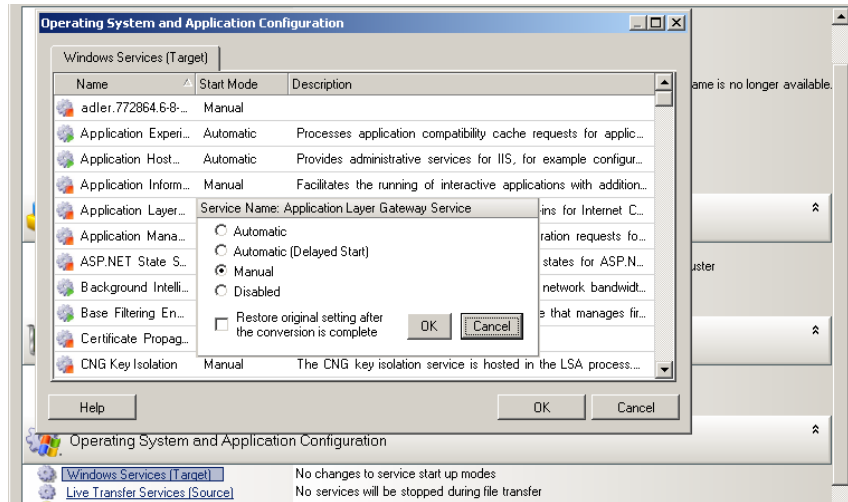 Operating System and Application Configuration
Windows Services (Target)
Name Start Mode Description
ame is no longer available.
adler.772864.6-8-... Manual
Application Experi... Automatic Processes application compatibility cache requests for applic...
Application Host... Automatic Provides administrative services for IIS, for example configur...
Application Inform... Manual Facilitates the running of interactive applications with addition...
Application Layer... Service Name: Application Layer Gateway Service -ins for Internet C...
Application Mana... Automatic ration requests fo...
ASP.NET State S... Automatic (Delayed Start) states for ASP.N...
uster
Manual
Background Intelli... Disabled network bandwidt...
Base Filtering En... Restore original setting after the conversion is complete OK Cancel e that manages fir...
Certificate Propag...
CNG Key Isolation Manual The CNG key isolation service is hosted in the LSA process....
Help OK Cancel
Operating System and Application Configuration
Windows Services (Target) No changes to service start up modes
Live Transfer Services (Source) No services will be stopped during file transfer